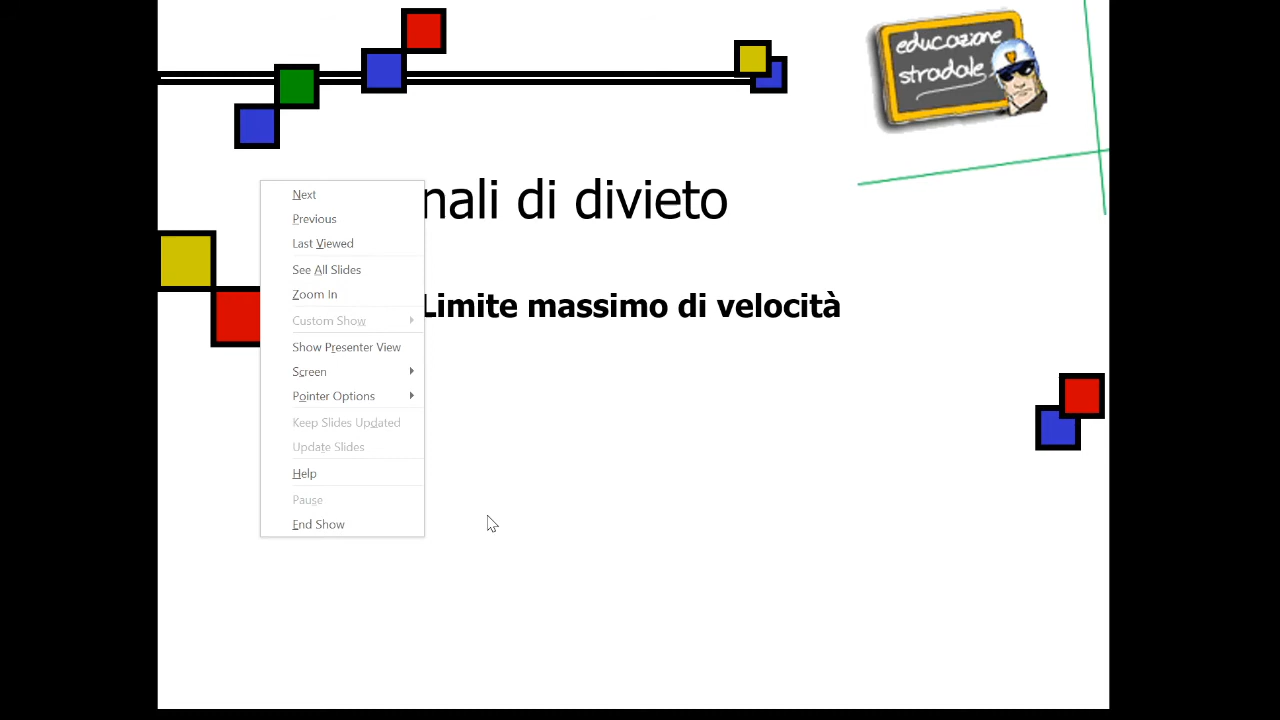 educazione
stradale
nali di divieto
Limite massimo di velocità
Next
Previous
Last Viewed
See All Slides
Zoom In
Custom Show
Show Presenter View
Screen
Pointer Options
Keep Slides Updated
Update Slides
Help
Pause
End Show